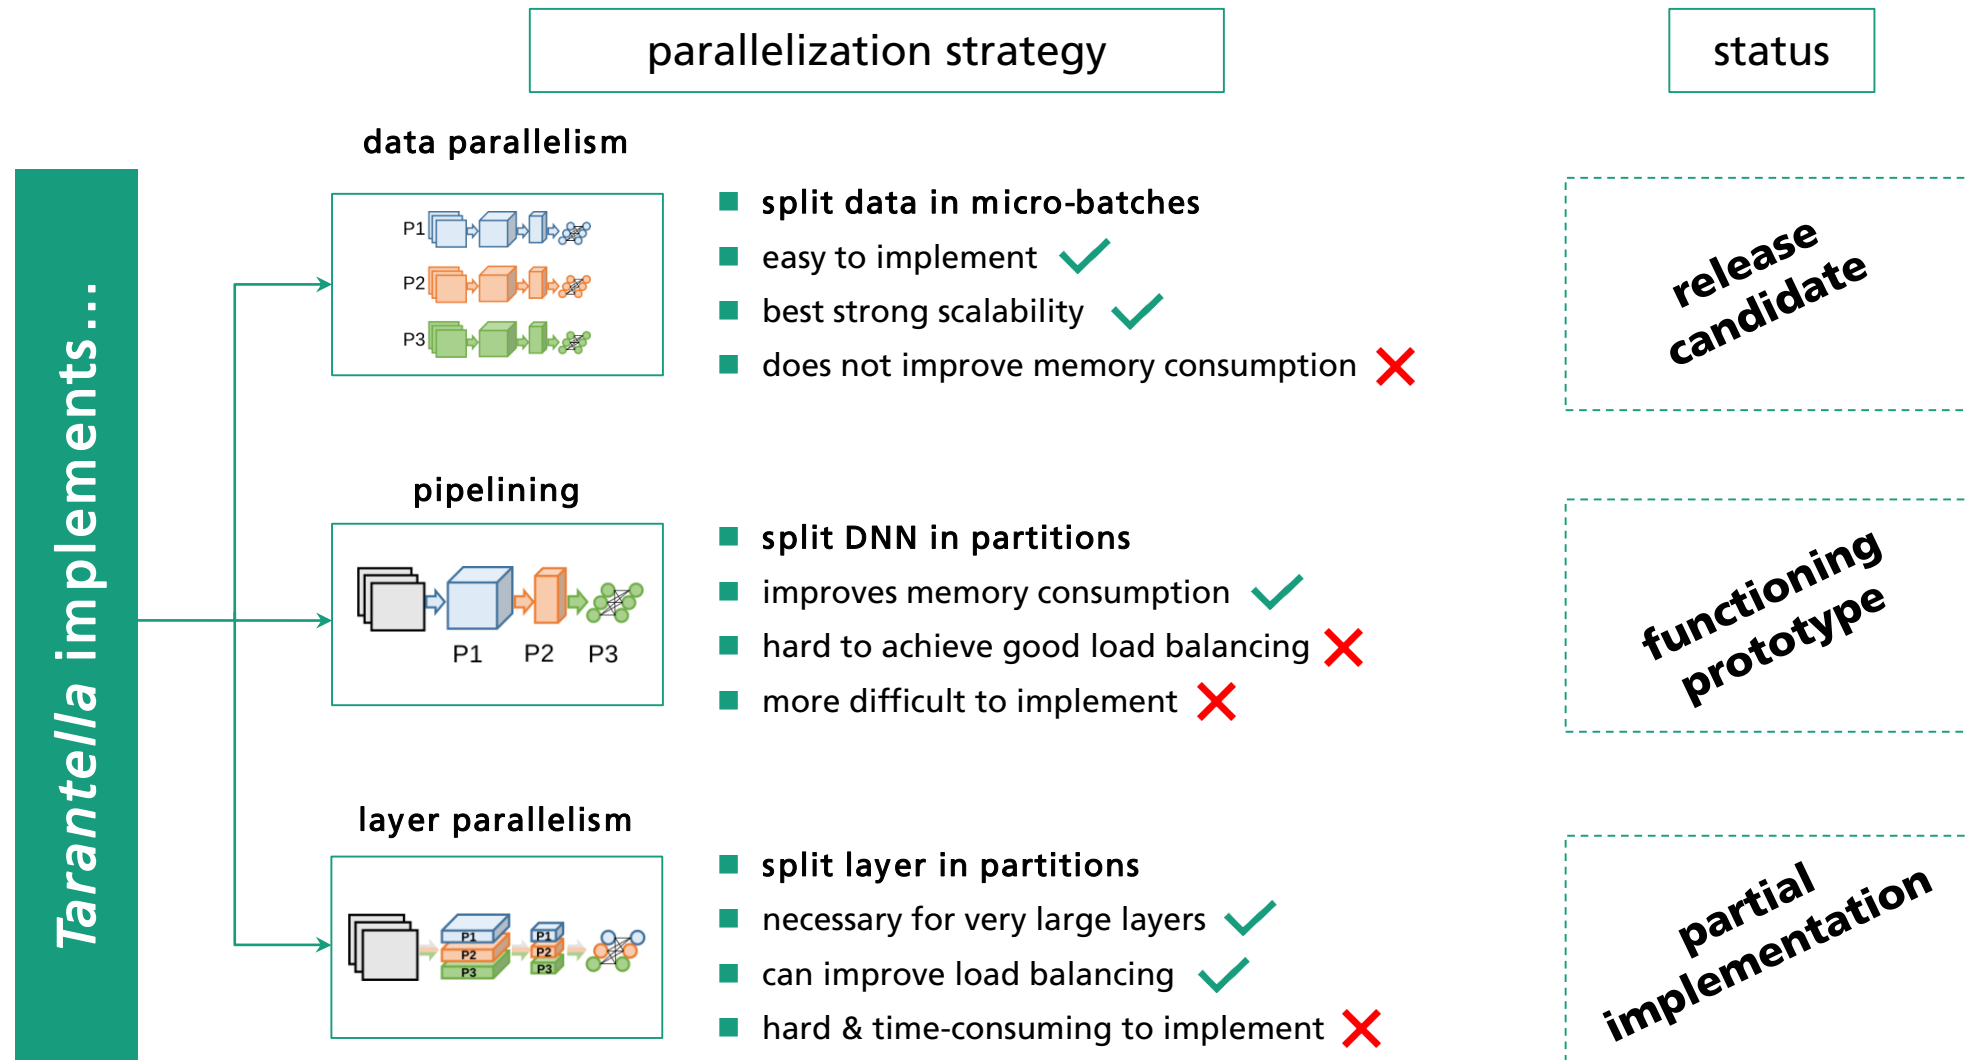 parallelization strategy
status
Tarantella implements...
data parallelism
P1
P2
P3
split data in micro-batches
easy to implement
best strong scalability
does not improve memory consumption
release
candidate
pipelining
P1
P2
P3
split DNN in partitions
improves memory consumption
hard to achieve good load balancing
more difficult to implement
functioning
prototype
layer parallelism
P1
P2
P3
P1
P2
P3
split layer in partitions
necessary for very large layers
can improve load balancing
hard & time-consuming to implement
partial
implementation